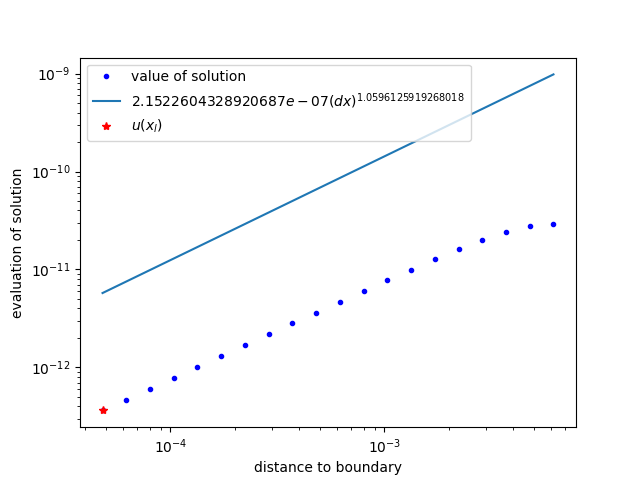 value of solution
2.1522604328920687e − 07(dx)^1.0596125919268018
u(x_l)
10^−9
10^−10
10^−11
10^−12
evaluation of solution
10^−4
10^−3
distance to boundary